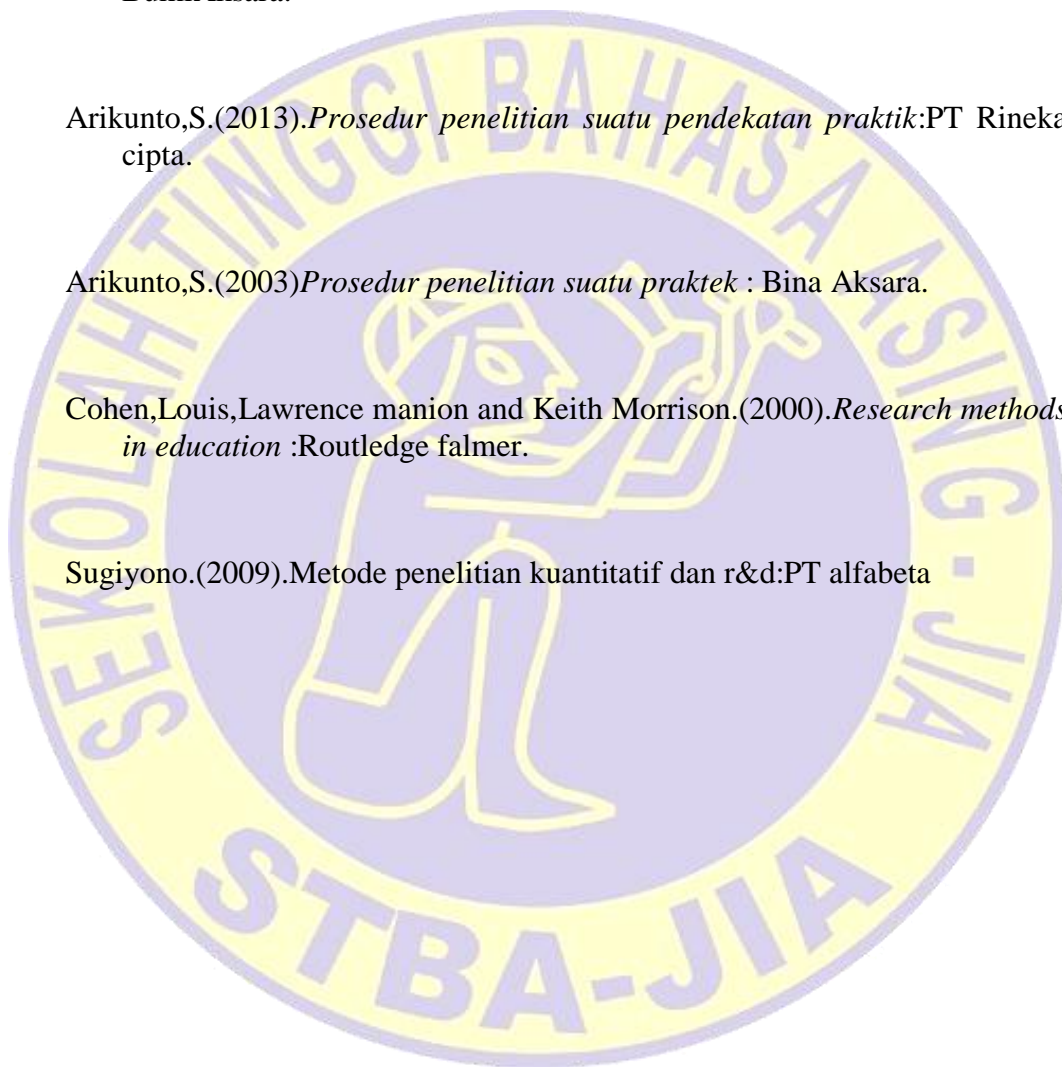 Arikunto,S.(2013).Prosedur penelitian suatu pendekatan praktik:PT Rineka
cipta.
Arikunto,S.(2003)Prosedur penelitian suatu praktek : Bina Aksara.
Cohen,Louis,Lawrence manion and Keith Morrison.(2000).Research methods
in education :Routledge falmer.
Sugiyono.(2009).Metode penelitian kuantitatif dan r&d:PT alfabeta
SEKOLAH TINGGI BAHASA ASING - JIA
STBA-JIA